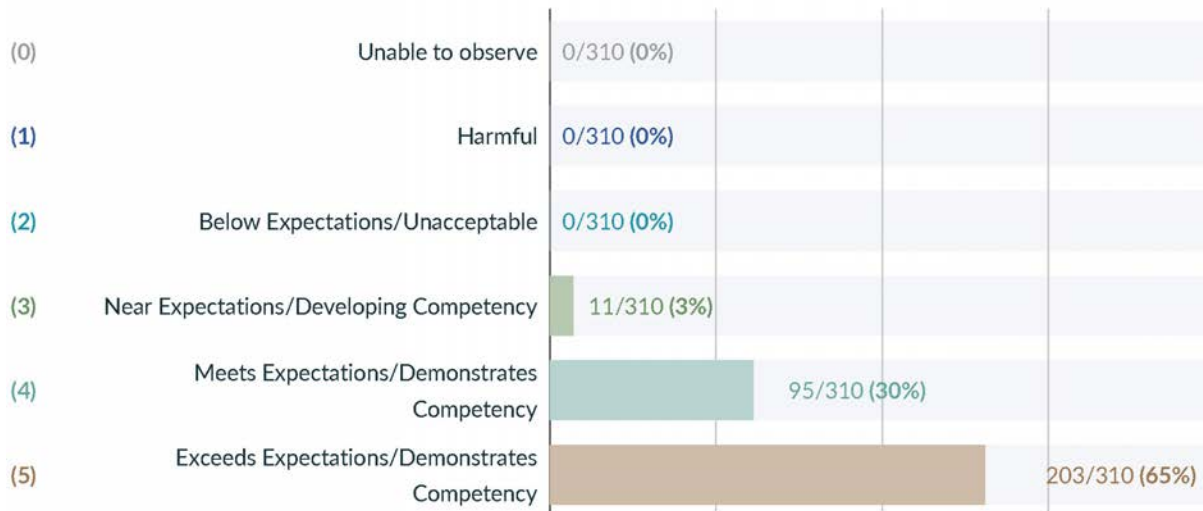 (0) Unable to observe 0/310 (0%)
(1) Harmful 0/310 (0%)
(2) Below Expectations/Unacceptable 0/310 (0%)
(3) Near Expectations/Developing Competency 11/310 (3%)
(4) Meets Expectations/Demonstrates
Competency 95/310 (30%)
(5) Exceeds Expectations/Demonstrates
Competency 203/310 (65%)